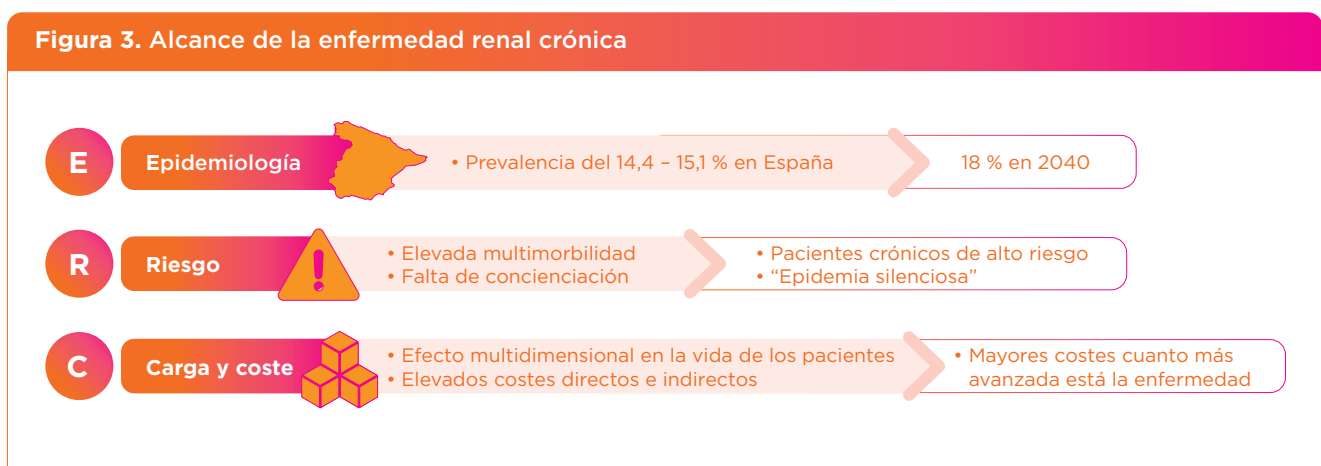 Figura 3. Alcance de la enfermedad renal crónica
E
Epidemiología
• Prevalencia del 14,4 – 15,1 % en España
18 % en 2040
R
Riesgo
• Elevada multimorbilidad
• Falta de concienciación
• Pacientes crónicos de alto riesgo
• “Epidemia silenciosa”
C
Carga y coste
• Efecto multidimensional en la vida de los pacientes
• Elevados costes directos e indirectos
• Mayores costes cuanto más
avanzada está la enfermedad